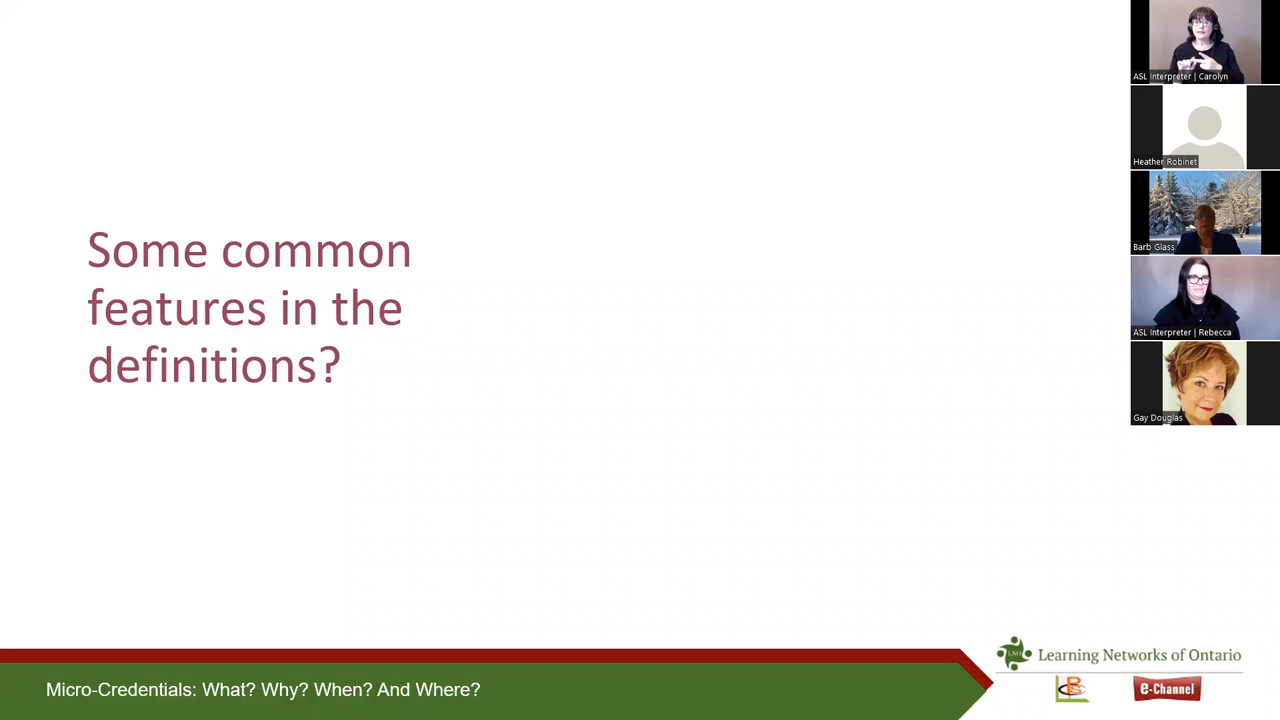 Some common
features in the
definitions?
ASL Interpreter | Carolyn
Heather Robinet
Barb Glass
ASL Interpreter | Rebecca
Gay Douglas
Micro-Credentials: What? Why? When? And Where?
LNO
Learning Networks of Ontario
e-Channel